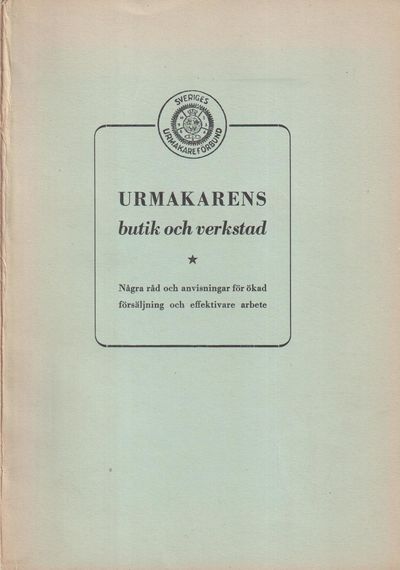 SVERIGES
URMAKAREFÖRBUND
URMAKARENS
butik och verkstad
Några råd och anvisningar för ökad
försäljning och effektivare arbete